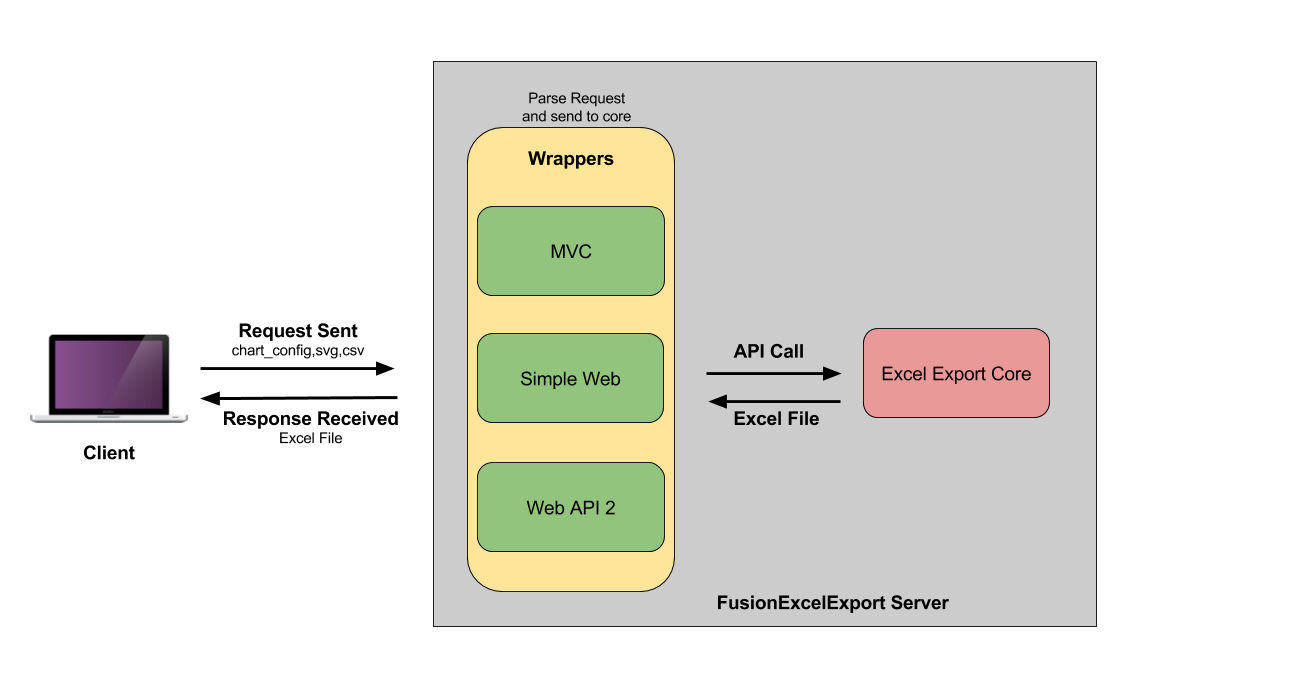 Parse Request
and send to core
Wrappers
MVC
Simple Web
Web API 2
Request Sent
chart_config,svg,csv
Response Received
Excel File
Client
API Call
Excel File
Excel Export Core
FusionExcelExport Server